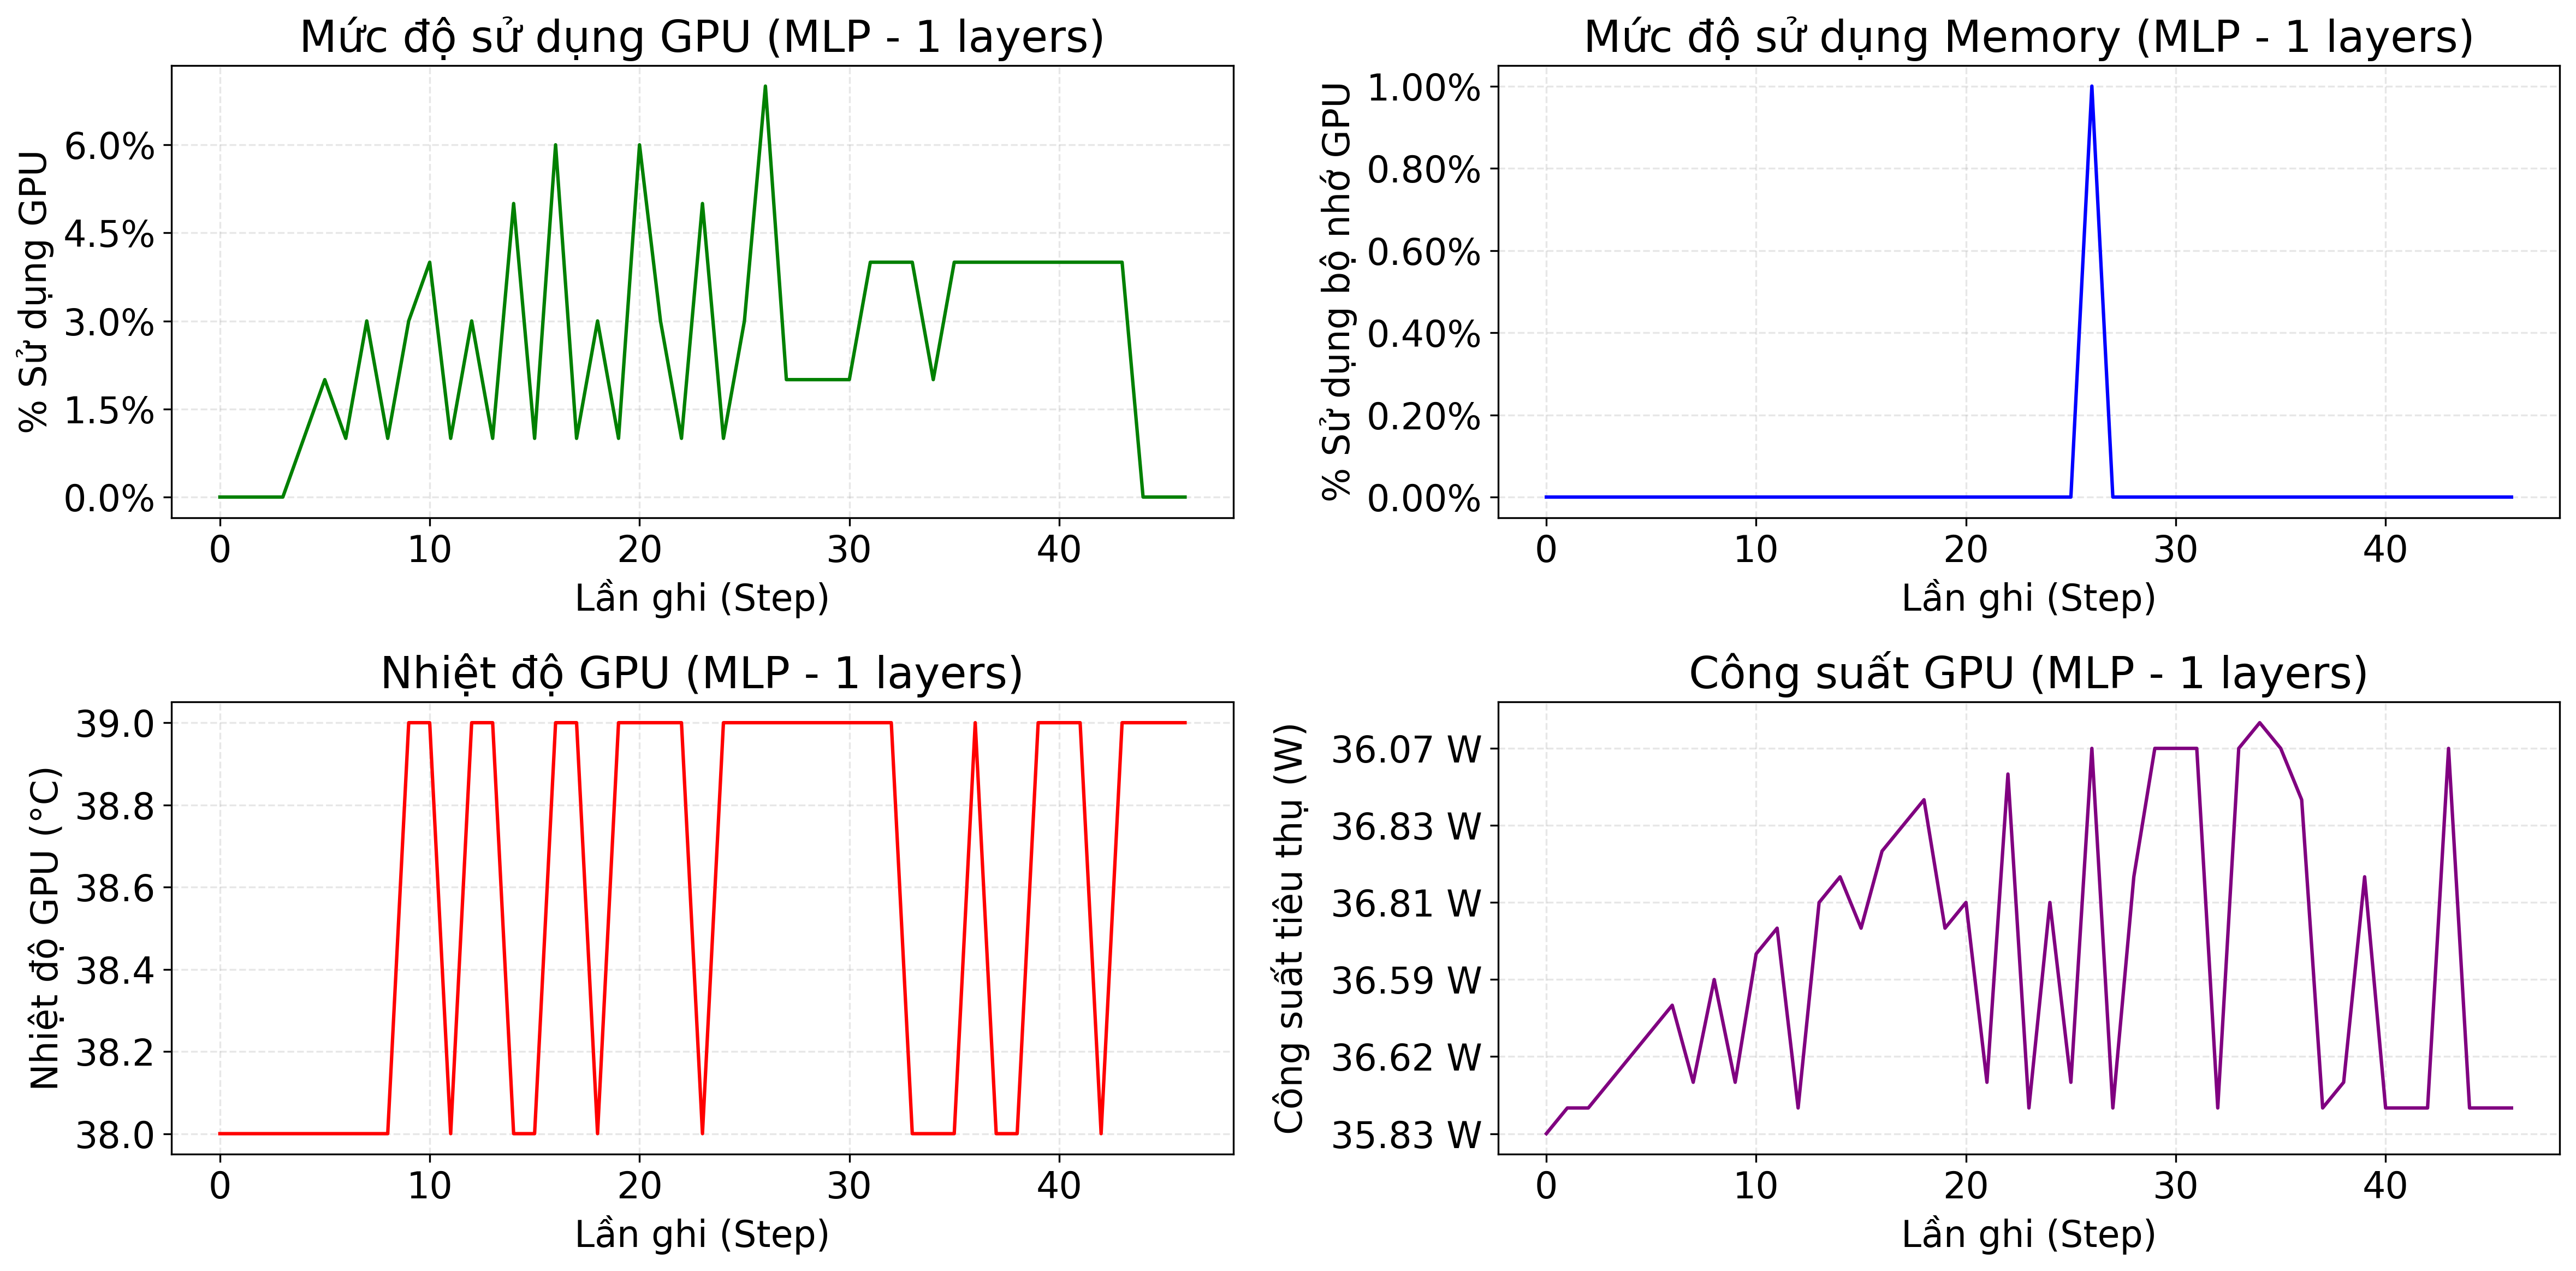 Mức độ sử dụng GPU (MLP - 1 layers)
% Sử dụng GPU
6.0%
4.5%
3.0%
1.5%
0.0%
0 10 20 30 40
Lần ghi (Step)
Mức độ sử dụng Memory (MLP - 1 layers)
% Sử dụng bộ nhớ GPU
1.00%
0.80%
0.60%
0.40%
0.20%
0.00%
0 10 20 30 40
Lần ghi (Step)
Nhiệt độ GPU (MLP - 1 layers)
Nhiệt độ GPU (°C)
39.0
38.8
38.6
38.4
38.2
38.0
0 10 20 30 40
Lần ghi (Step)
Công suất GPU (MLP - 1 layers)
Công suất tiêu thụ (W)
36.07 W
36.83 W
36.81 W
36.59 W
36.62 W
35.83 W
0 10 20 30 40
Lần ghi (Step)